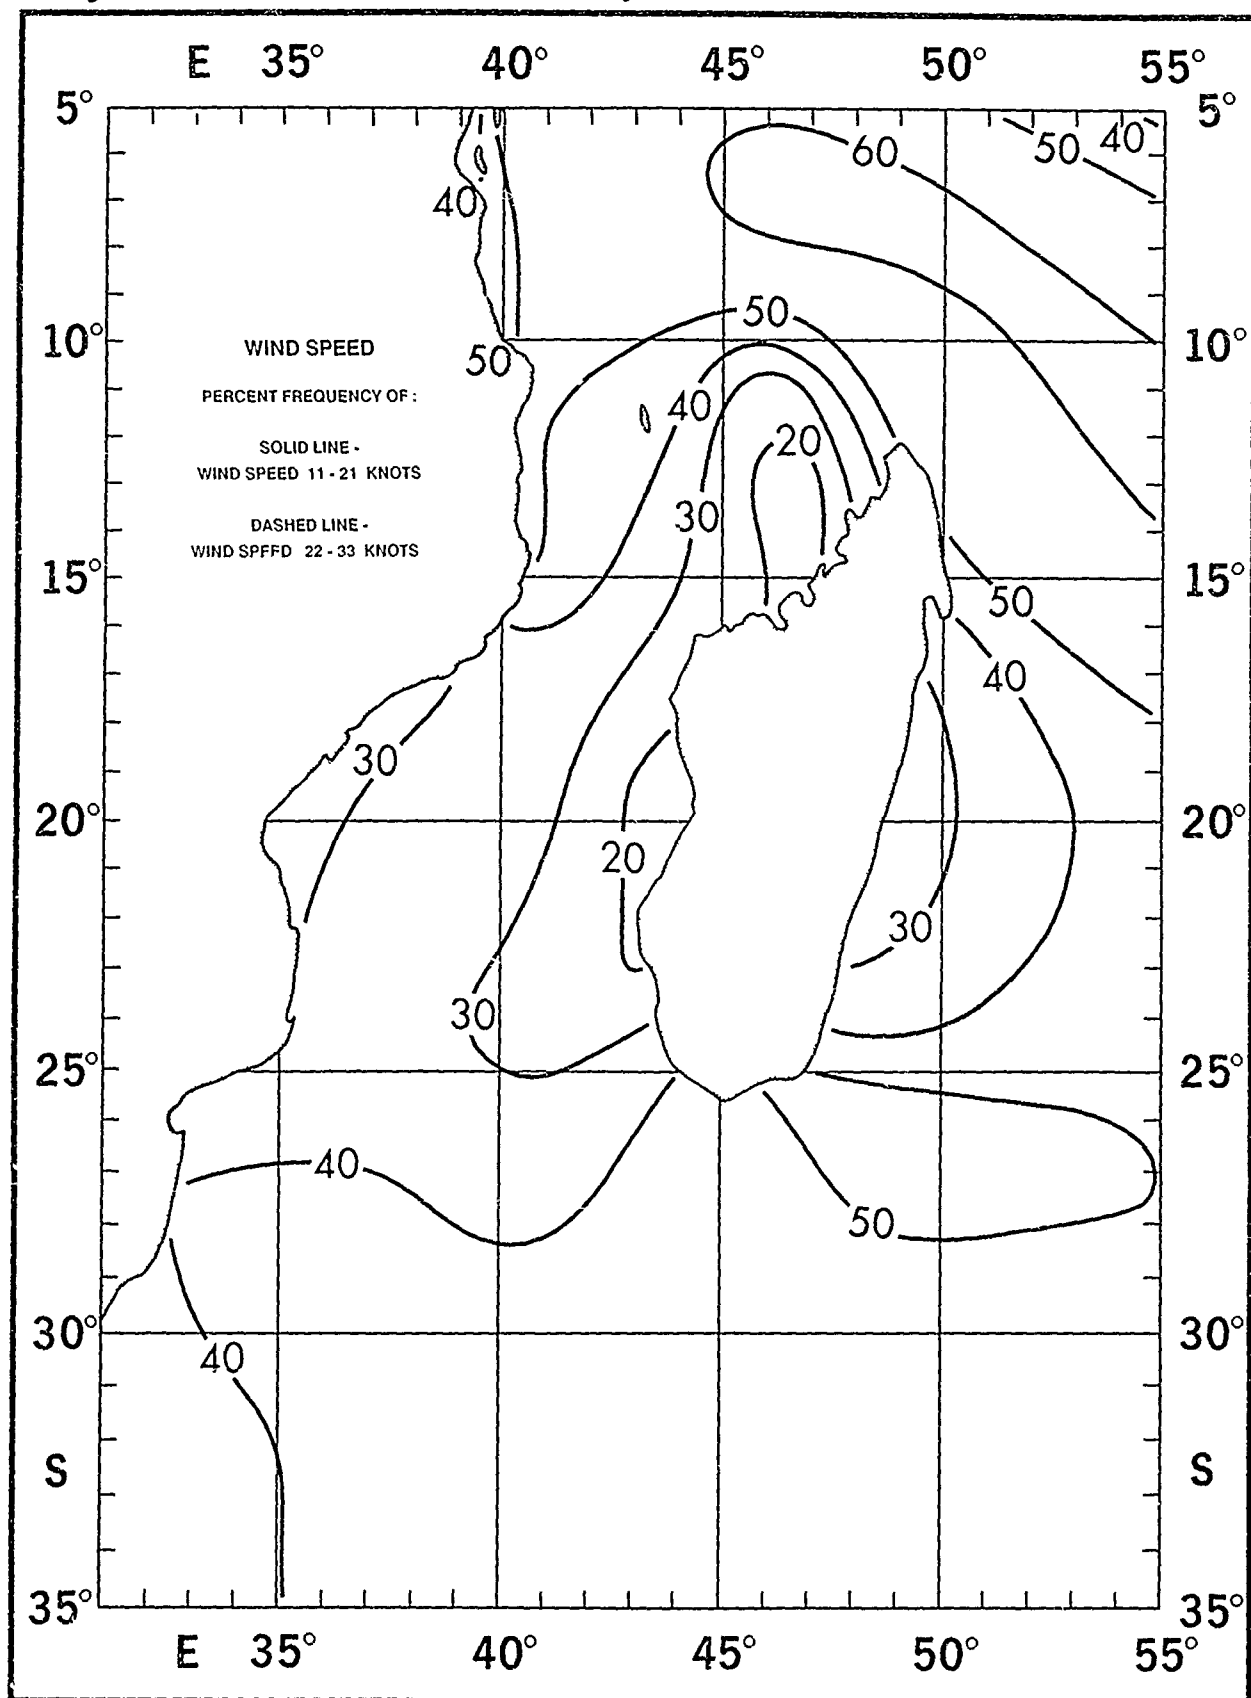 E 35° 40° 45° 50° 55°
5° 5°
60 50 40
40
50
10° 10°
WIND SPEED
50
PERCENT FREQUENCY OF :
40
SOLID LINE -
20
WIND SPEED 11 - 21 KNOTS
30
DASHED LINE -
WIND SPFFD 22 - 33 KNOTS
15° 15°
50
40
30
20° 20°
20
30
30
25° 25°
40
50
30° 30°
40
S S
35° 35°
E 35° 40° 45° 50° 55°